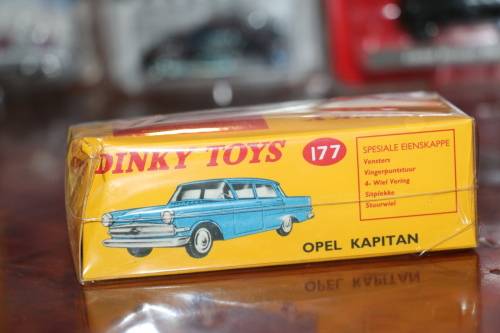 DINKY TOYS 177
SPESIALE EIENSKAPPE
Vensters
Vingerpuntstuur
4- Wiel Vering
Sitplekke
Stuurwiel
OPEL KAPITAN